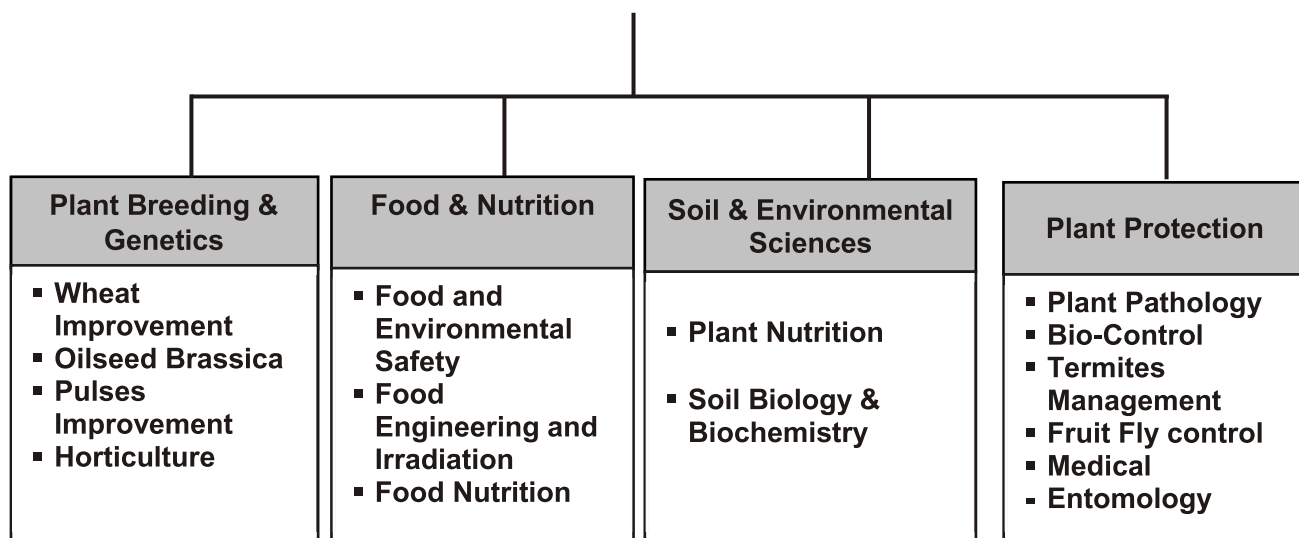 Plant Breeding &
Genetics
▪ Wheat
Improvement
▪ Oilseed Brassica
▪ Pulses
Improvement
▪ Horticulture
Food & Nutrition
▪ Food and
Environmental
Safety
▪ Food
Engineering and
Irradiation
▪ Food Nutrition
Soil & Environmental
Sciences
▪ Plant Nutrition
▪ Soil Biology &
Biochemistry
Plant Protection
▪ Plant Pathology
▪ Bio-Control
▪ Termites
Management
▪ Fruit Fly control
▪ Medical
- Entomology